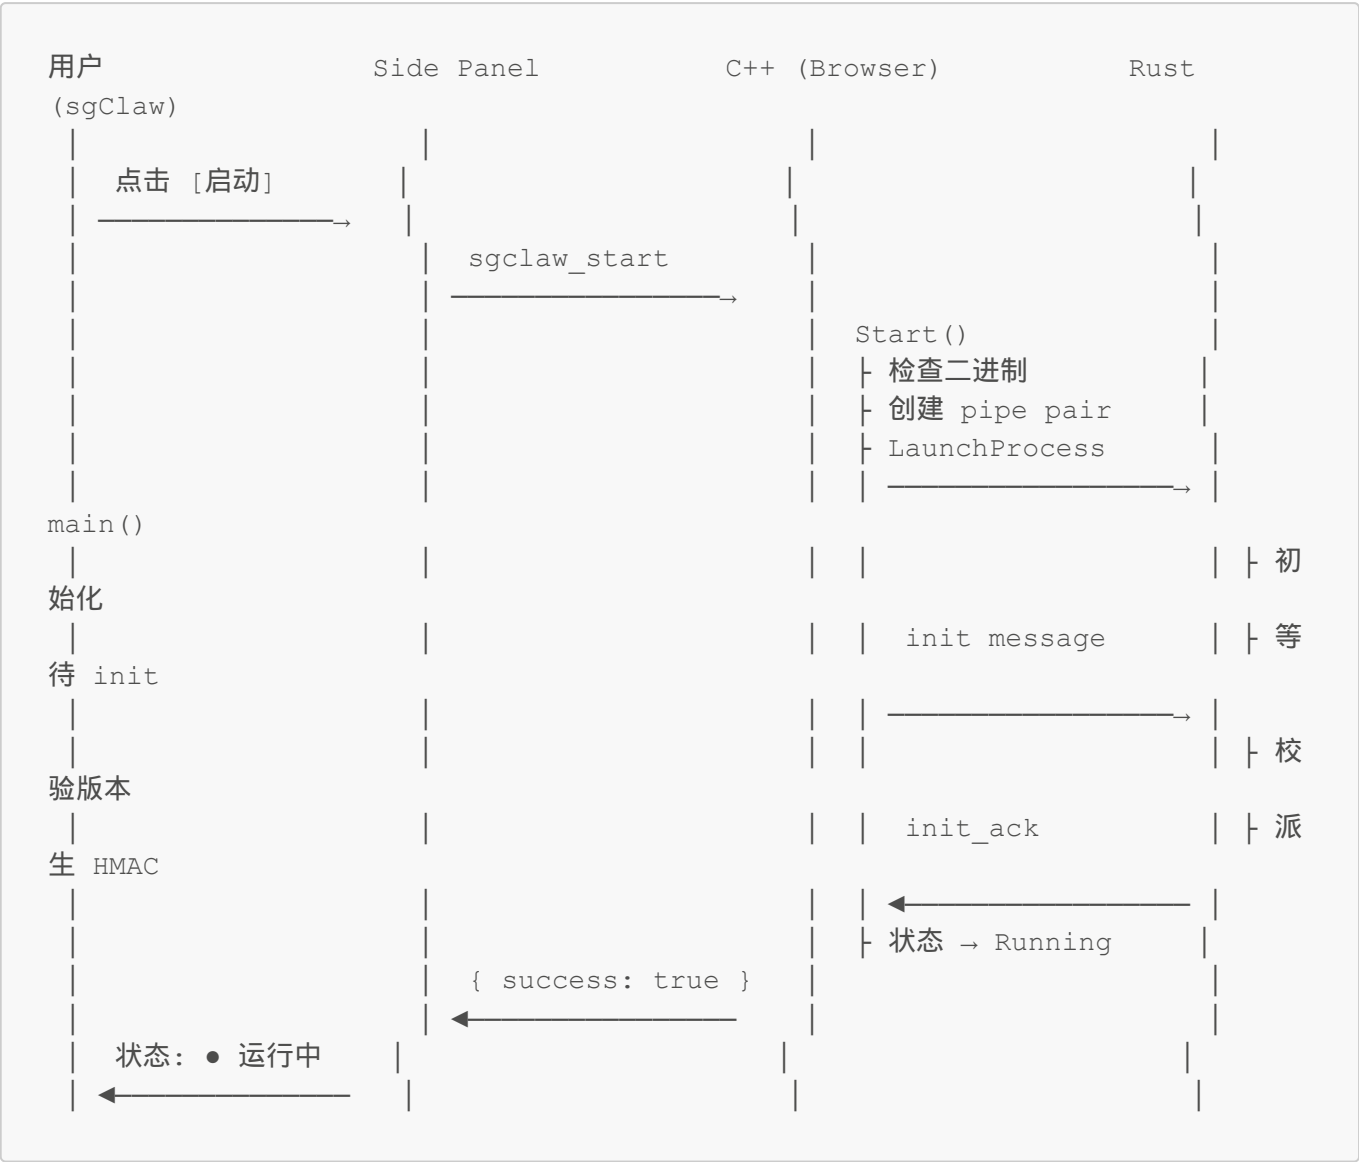 用户                Side Panel           C++ (Browser)           Rust
(sgClaw)
│                    │                      │                       │
│  点击 [启动]       │                      │                       │
│ ──────────────→   │                      │                       │
│                    │  sgclaw_start        │                       │
│                    │ ────────────────→    │                       │
│                    │                      │  Start()              │
│                    │                      │  ├ 检查二进制          │
│                    │                      │  ├ 创建 pipe pair     │
│                    │                      │  ├ LaunchProcess      │
│                    │                      │  │ ─────────────────→ │
main()
│                    │                      │  │                    │ ├ 初
始化
│                    │                      │  │  init message      │ ├ 等
待 init
│                    │                      │  │ ─────────────────→ │
│                    │                      │  │                    │ ├ 校
验版本
│                    │                      │  │  init_ack          │ ├ 派
生 HMAC
│                    │                      │  │ ◄───────────────── │
│                    │                      │  ├ 状态 → Running     │
│                    │  { success: true }   │                       │
│                    │ ◄────────────────    │                       │
│  状态: ● 运行中    │                      │                       │
│ ◄──────────────   │                      │                       │